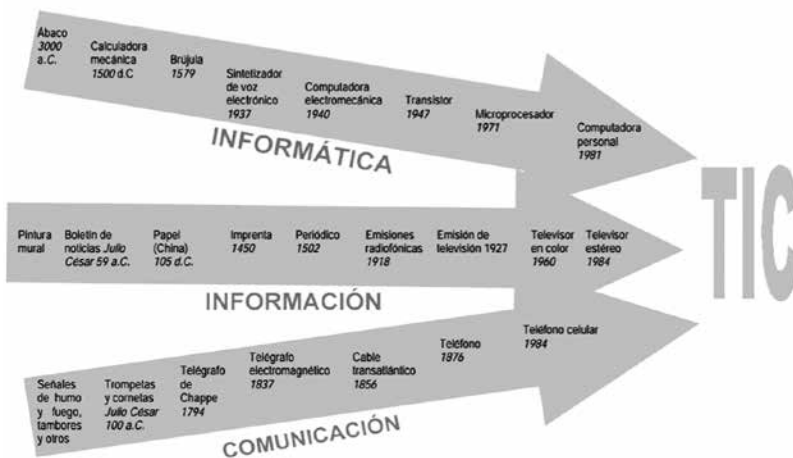 Ábaco
3000
a.C.
Calculadora
mecánica
1500 d.C
Brújula
1579
Sintetizador
de voz
electrónico
1937
Computadora
electromecánica
1940
Transistor
1947
Microprocesador
1971
Computadora
personal
1981
INFORMÁTICA
Pintura
mural
Boletín de
noticias Julio
César 59 a.C.
Papel
(China)
105 d.C.
Imprenta
1450
Periódico
1502
Emisiones
radiofónicas
1918
Emisión de
televisión 1927
Televisor
en color
1960
Televisor
estéreo
1984
INFORMACIÓN
TIC
Señales
de humo
y fuego,
tambores
y otros
Trompetas
y cornetas
Julio César
100 a.C.
Telégrafo
de
Chappe
1794
Telégrafo
electromagnético
1837
Cable
transatlántico
1856
Teléfono
1876
Teléfono celular
1984
COMUNICACIÓN